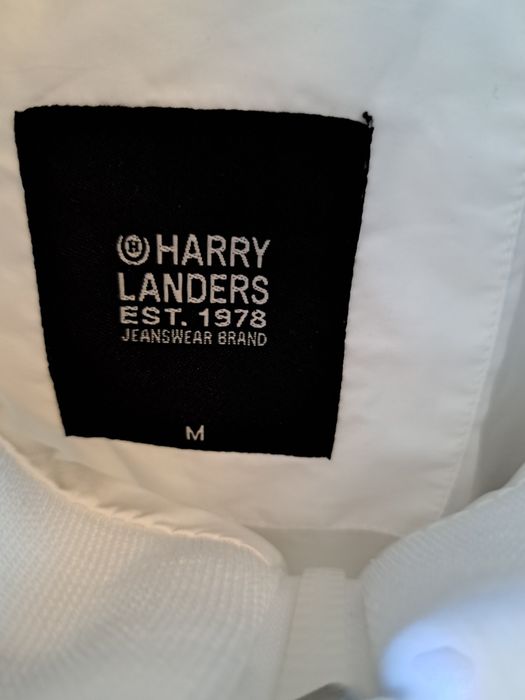 H HARRY
LANDERS
EST. 1978
JEANSWEAR BRAND
M